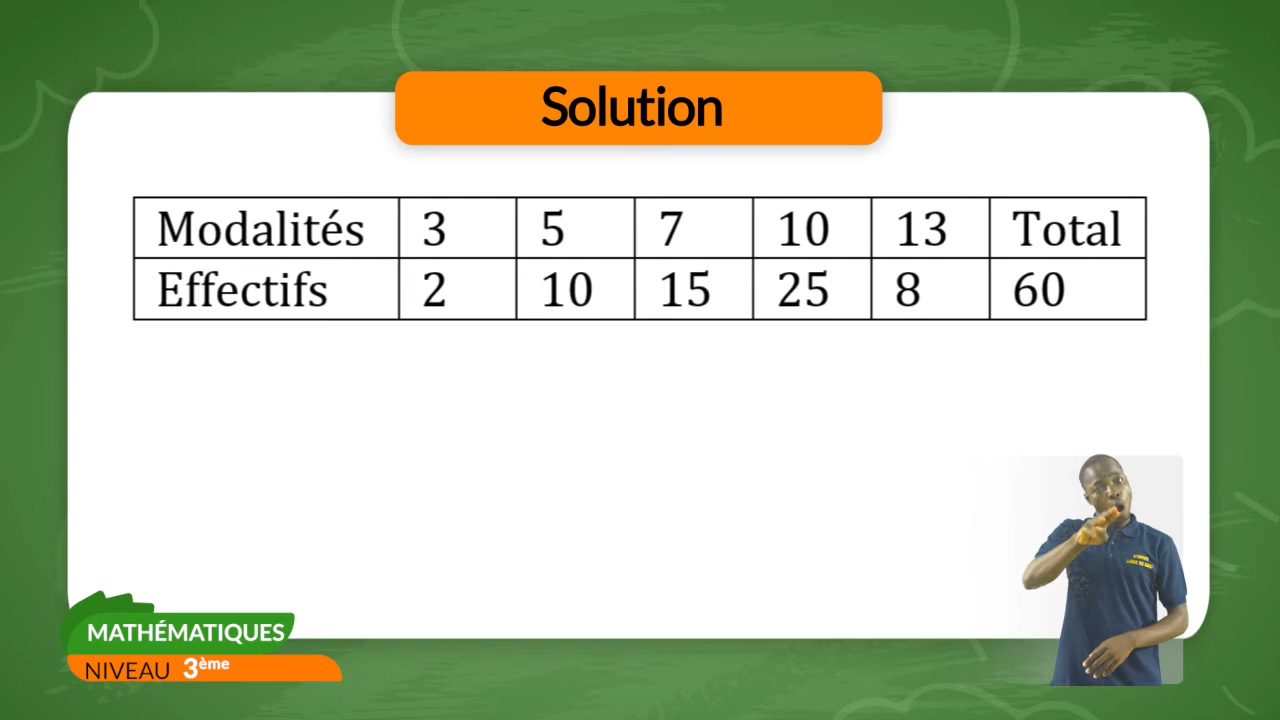 Solution
Modalités 3 5 7 10 13 Total
Effectifs 2 10 15 25 8 60
MATHÉMATIQUES
NIVEAU 3ème